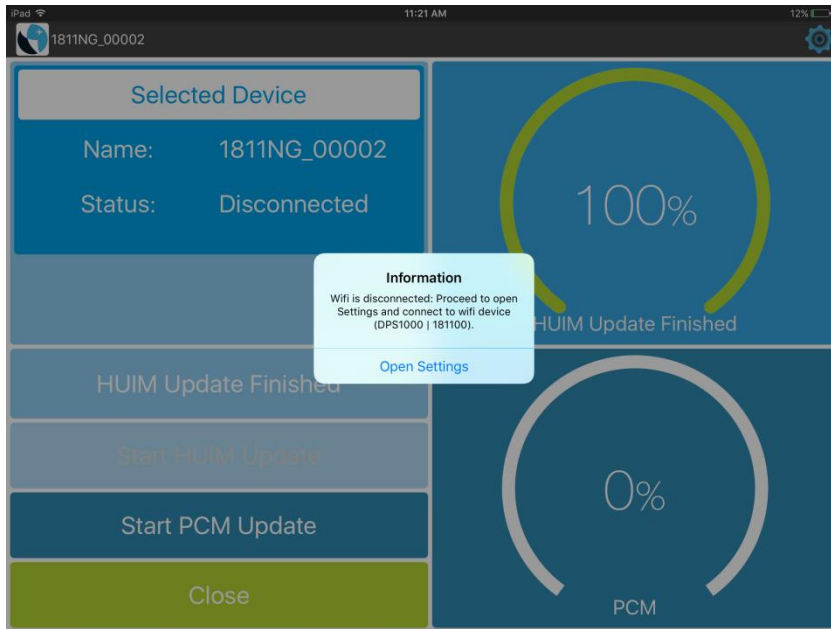 iPad 11:21 AM 12%
1811NG_00002
Selected Device
Name: 1811NG_00002
Status: Disconnected
100%
HUIM Update Finished
Information
Wifi is disconnected: Proceed to open
Settings and connect to wifi device
(DPS1000 | 181100).
Open Settings
HUIM Update Finished
Start HUIM Update
Start PCM Update
Close
0%
PCM